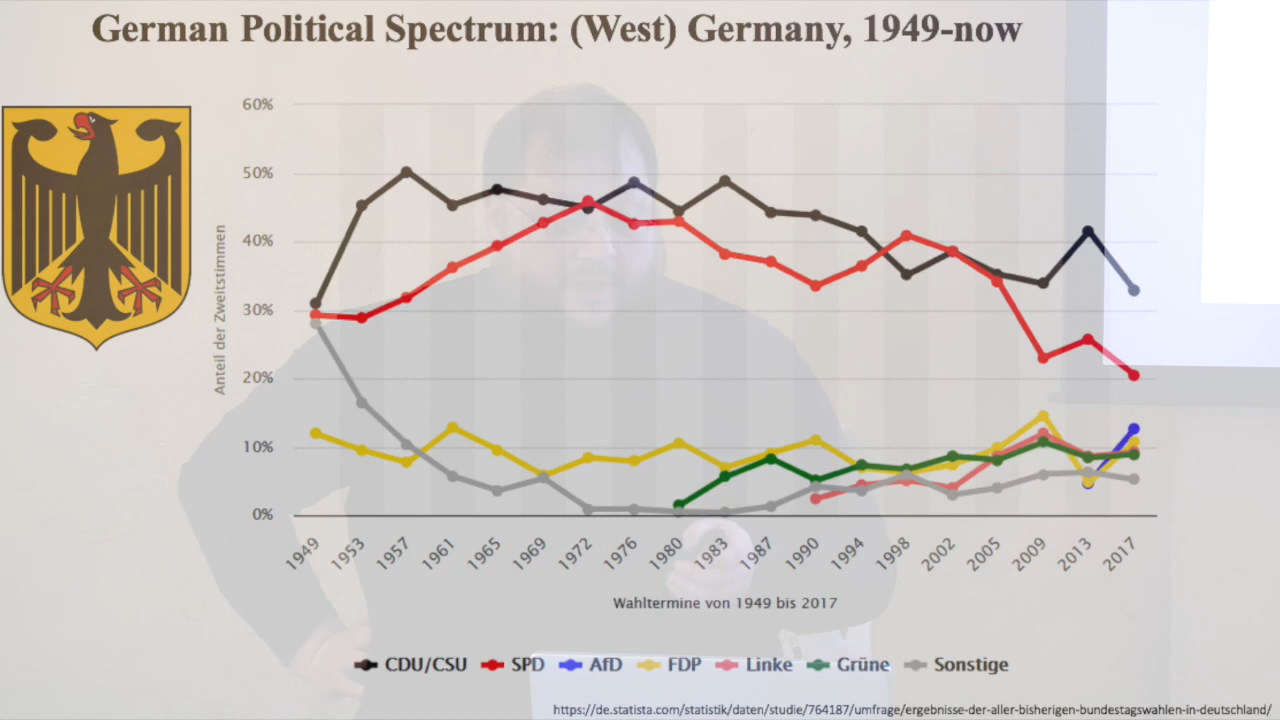 German Political Spectrum: (West) Germany, 1949-now
60%
50%
40%
30%
20%
10%
0%
Anteil der Zweitstimmen
1949 1953 1957 1961 1965 1969 1972 1976 1980 1983 1987 1990 1994 1998 2002 2005 2009 2013 2017
Wahltermine von 1949 bis 2017
CDU/CSU SPD AfD FDP Linke Grüne Sonstige
https://de.statista.com/statistik/daten/studie/764187/umfrage/ergebnisse-der-aller-bisherigen-bundestagswahlen-in-deutschland/